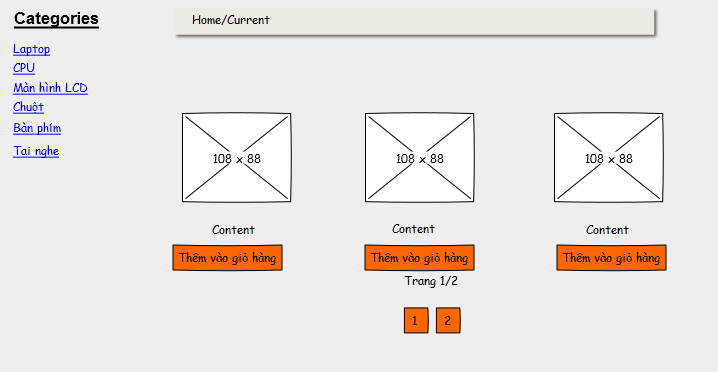 Categories
Laptop
CPU
Màn hình LCD
Chuột
Bàn phím
Tai nghe
Home/Current
108 x 88
108 x 88
108 x 88
Content
Content
Content
Thêm vào giỏ hàng
Thêm vào giỏ hàng
Thêm vào giỏ hàng
Trang 1/2
1
2